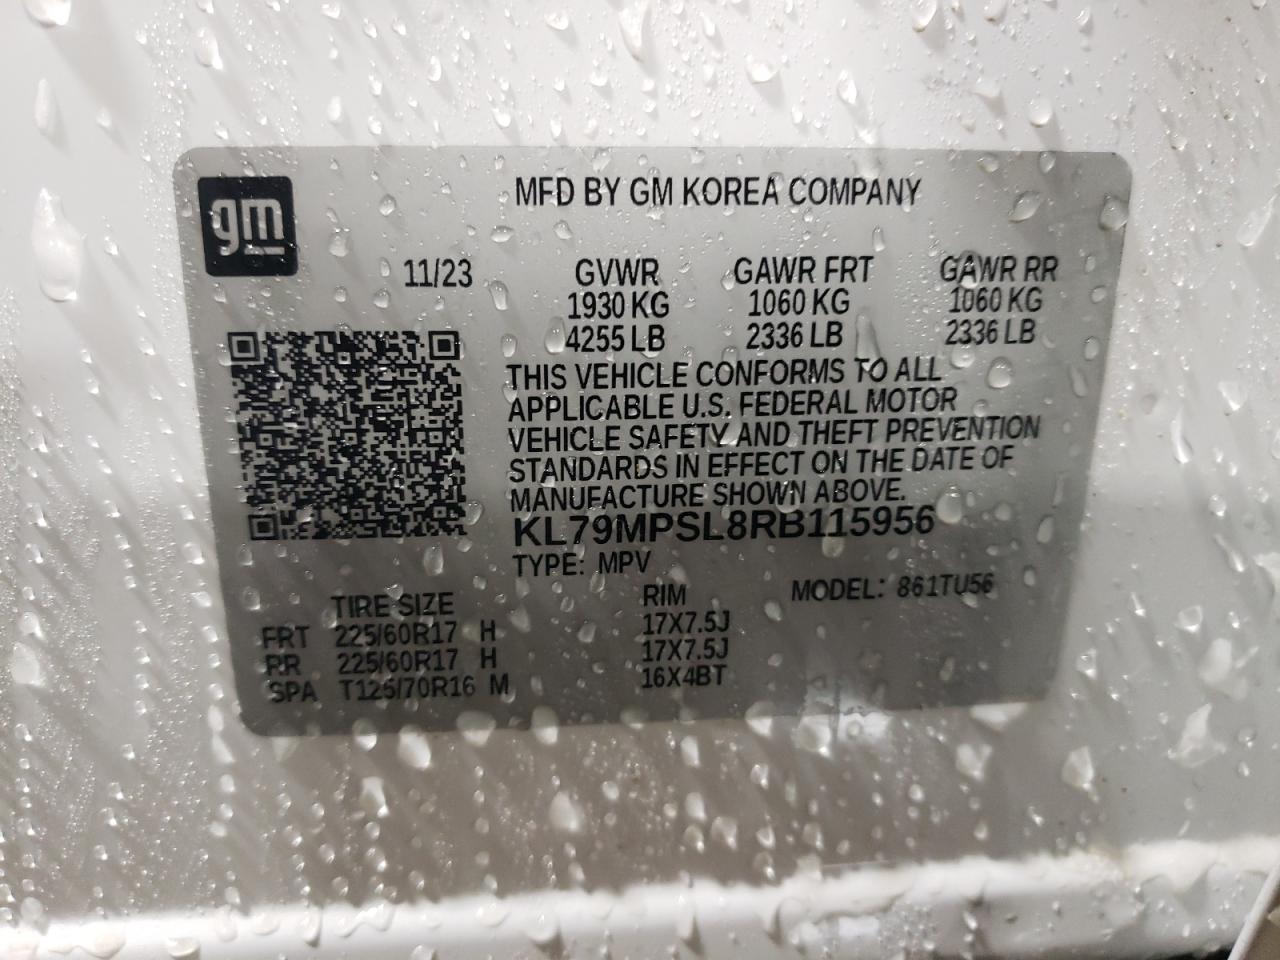 gm
MFD BY GM KOREA COMPANY
11/23 GVWR GAWR FRT GAWR RR
1930 KG 1060 KG 1060 KG
4255 LB 2336 LB 2336 LB
THIS VEHICLE CONFORMS TO ALL
APPLICABLE U.S. FEDERAL MOTOR
VEHICLE SAFETY AND THEFT PREVENTION
STANDARDS IN EFFECT ON THE DATE OF
MANUFACTURE SHOWN ABOVE.
KL79MPSL8RB115956
TYPE: MPV
MODEL: 861TU56
TIRE SIZE RIM
FRT 225/60R17 H 17X7.5J
RR 225/60R17 H 17X7.5J
SPA T125/70R16 M 16X4BT